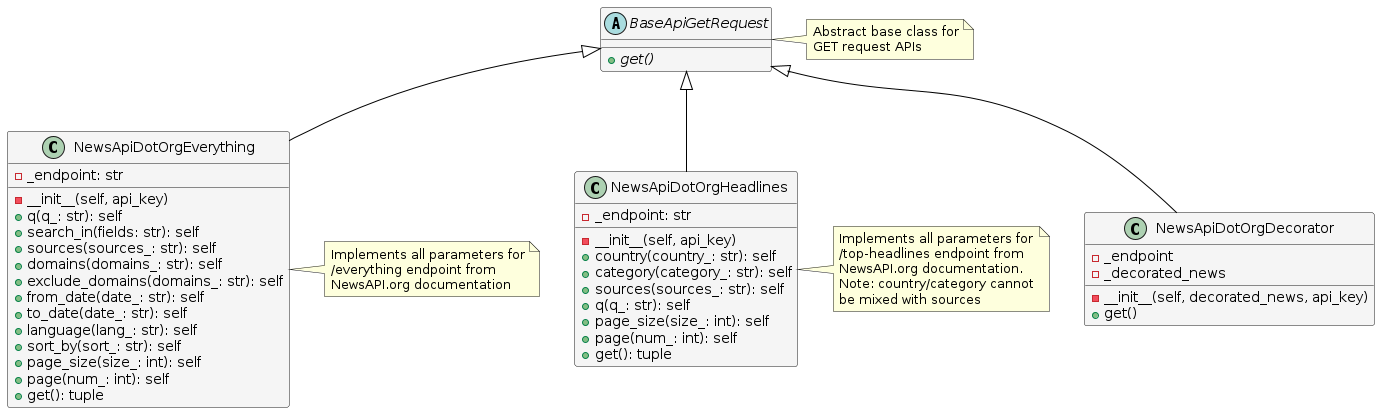 A BaseApiGetRequest
get()
Abstract base class for
GET request APIs
C NewsApiDotOrgEverything
_endpoint: str
__init__(self, api_key)
q(q_: str): self
search_in(fields: str): self
sources(sources_: str): self
domains(domains_: str): self
exclude_domains(domains_: str): self
from_date(date_: str): self
to_date(date_: str): self
language(lang_: str): self
sort_by(sort_: str): self
page_size(size_: int): self
page(num_: int): self
get(): tuple
Implements all parameters for
/everything endpoint from
NewsAPI.org documentation
C NewsApiDotOrgHeadlines
_endpoint: str
__init__(self, api_key)
country(country_: str): self
category(category_: str): self
sources(sources_: str): self
q(q_: str): self
page_size(size_: int): self
page(num_: int): self
get(): tuple
Implements all parameters for
/top-headlines endpoint from
NewsAPI.org documentation.
Note: country/category cannot
be mixed with sources
C NewsApiDotOrgDecorator
_endpoint
_decorated_news
__init__(self, decorated_news, api_key)
get()